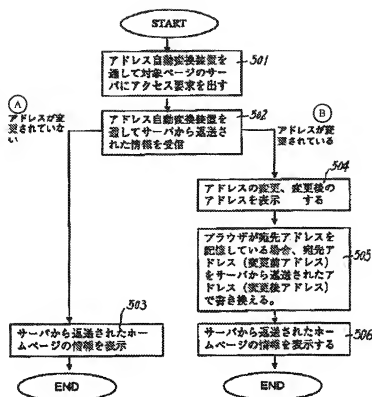 START
アドレス自動変換装置を
通して対象ページのサー
バにアクセス要求を出す
501
502
アドレス自動変換装置を
通してサーバから返送さ
れた情報を受信
A
アドレスが変
更されていな
い
B
アドレスが変更され
ている
504
アドレスの変更、変更後の
アドレスを表示 する
ブラウザが宛先アドレスを
記憶している場合、宛先ア
ドレス(変更前アドレス)
をサーバから返送されたア
ドレス(変更後アドレス)
で書き換える。
505
503
サーバから返送されたホー
ムページの情報を表示
サーバから返送されたホー
ムページの情報を表示する
506
END
END